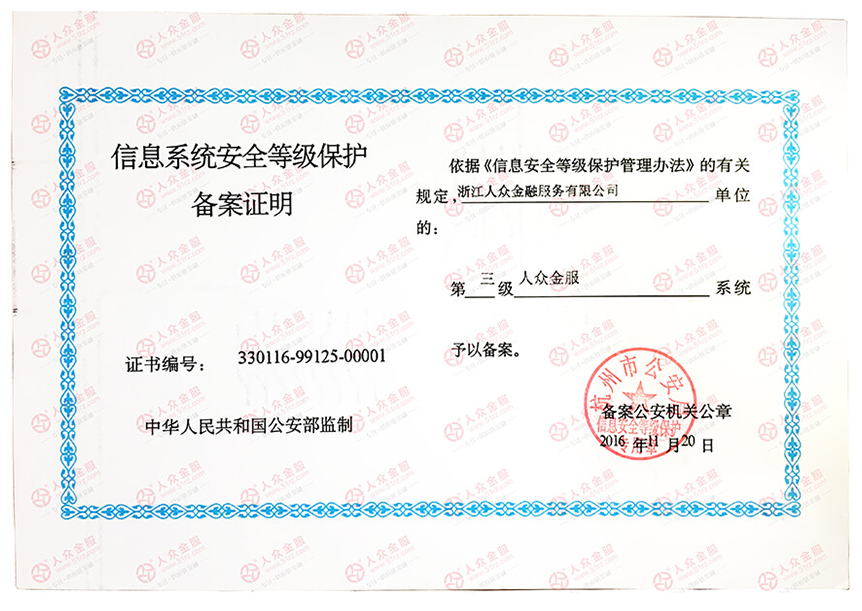 信息系统安全等级保护
备案证明
证书编号： 330116-99125-00001
中华人民共和国公安部监制
依据《信息安全等级保护管理办法》的有关
规定，浙江人众金融服务有限公司 单位
的：
第 三 级 人众金服 系统
予以备案。
杭州市公安局
备案公安机关公章
信息安全等级保护
专用章
2016 年 11 月 20 日
人众金服